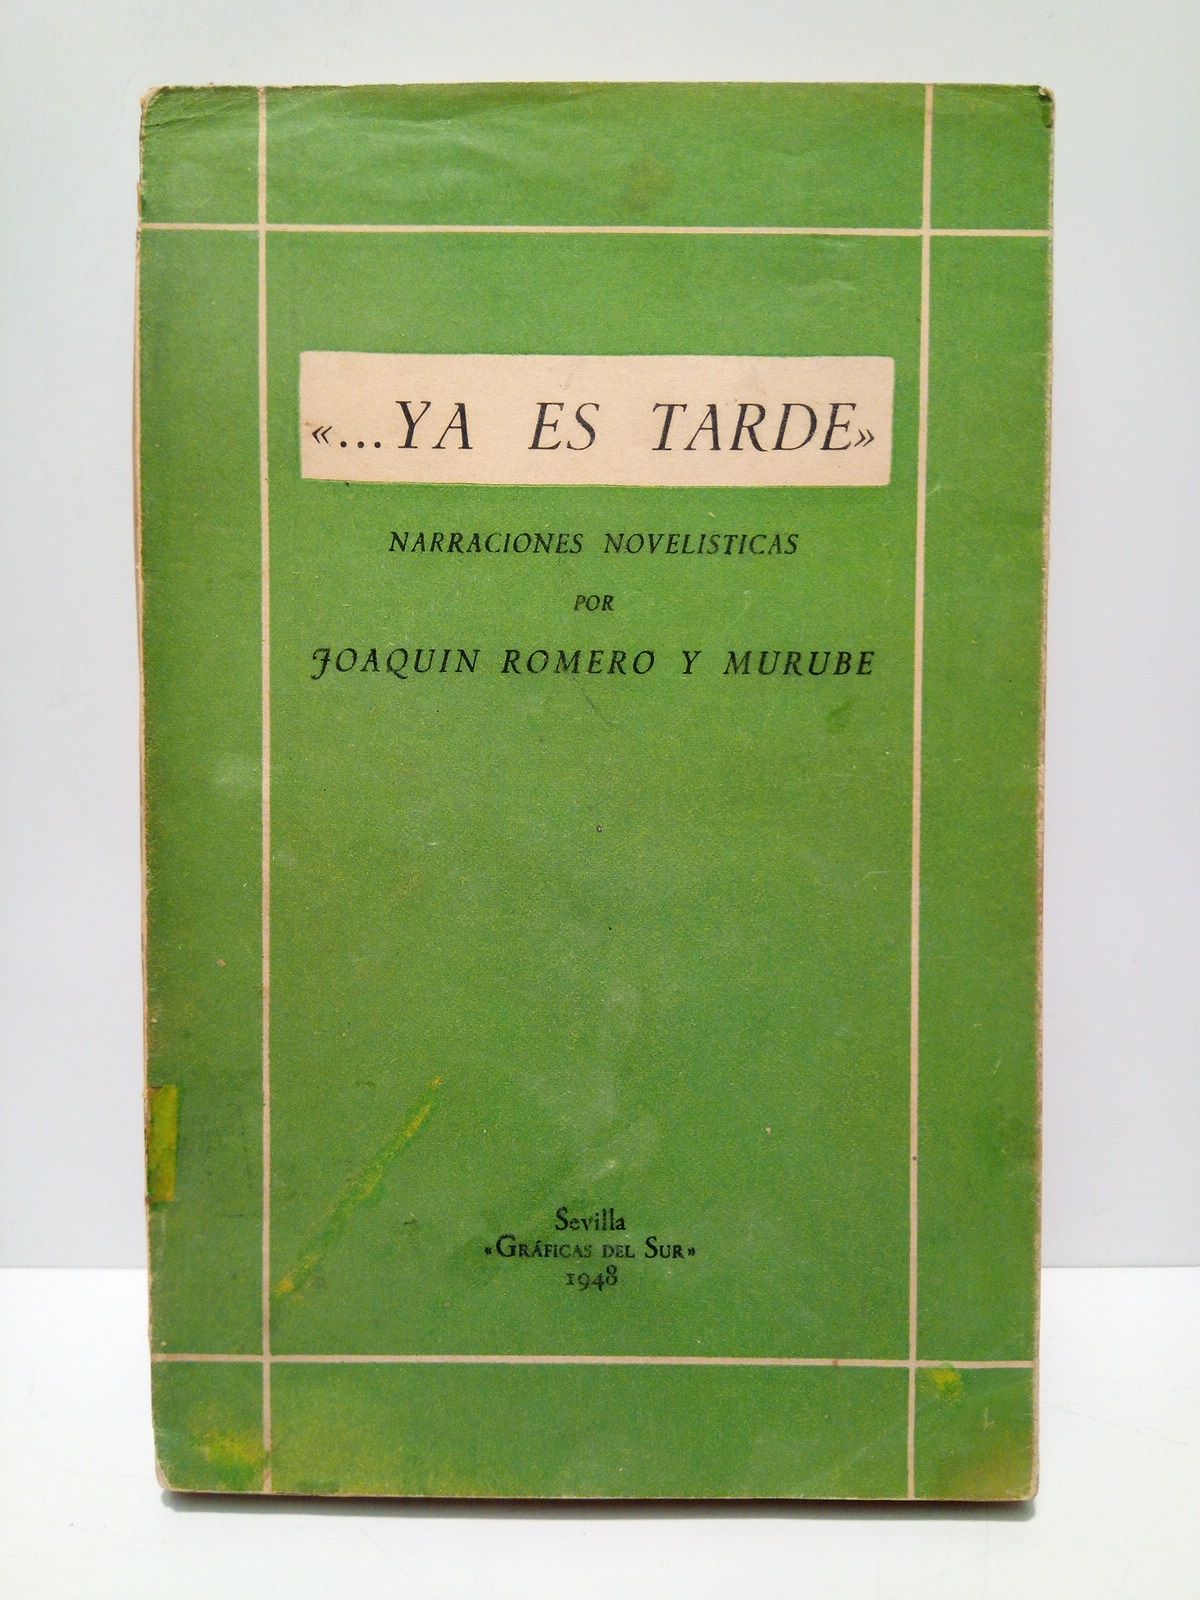 «...YA ES TARDE»
NARRACIONES NOVELISTICAS
POR
JOAQUIN ROMERO Y MURUBE
Sevilla
«GRÁFICAS DEL SUR»
1948